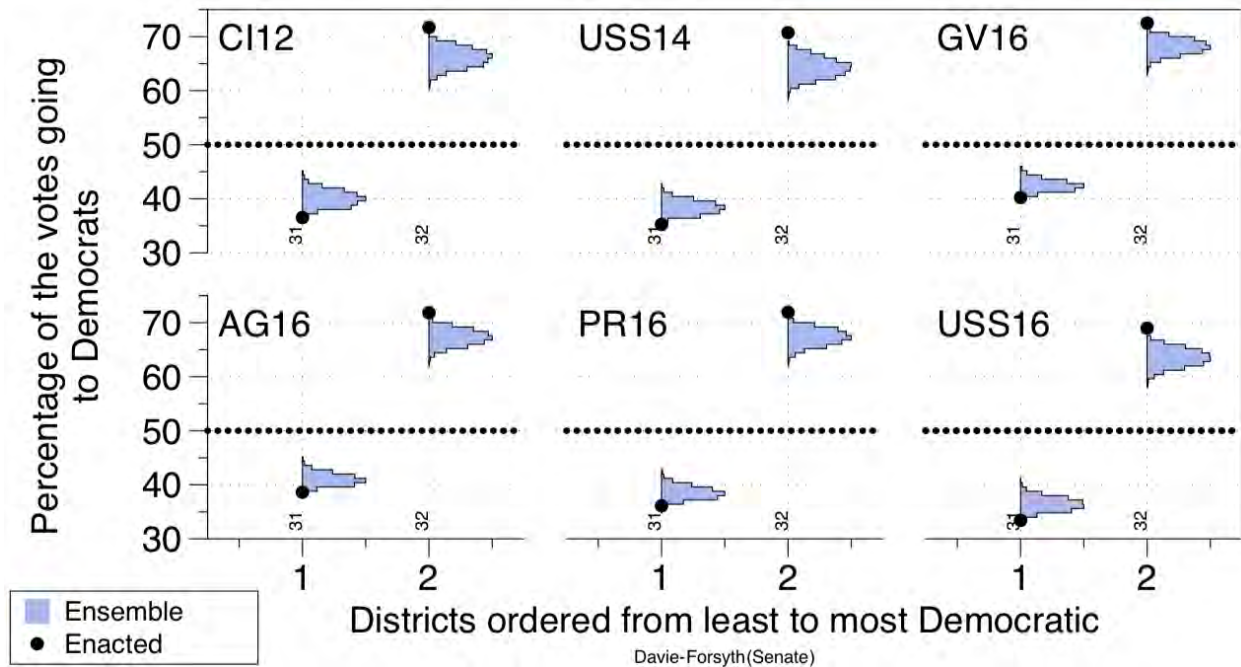 Percentage of the votes going
to Democrats
70
60
50
40
30
CI12
31
32
USS14
31
32
GV16
31
32
70
60
50
40
30
AG16
31
32
PR16
31
32
USS16
32
1
2
1
2
1
2
Districts ordered from least to most Democratic
Davie-Forsyth(Senate)
Ensemble
Enacted